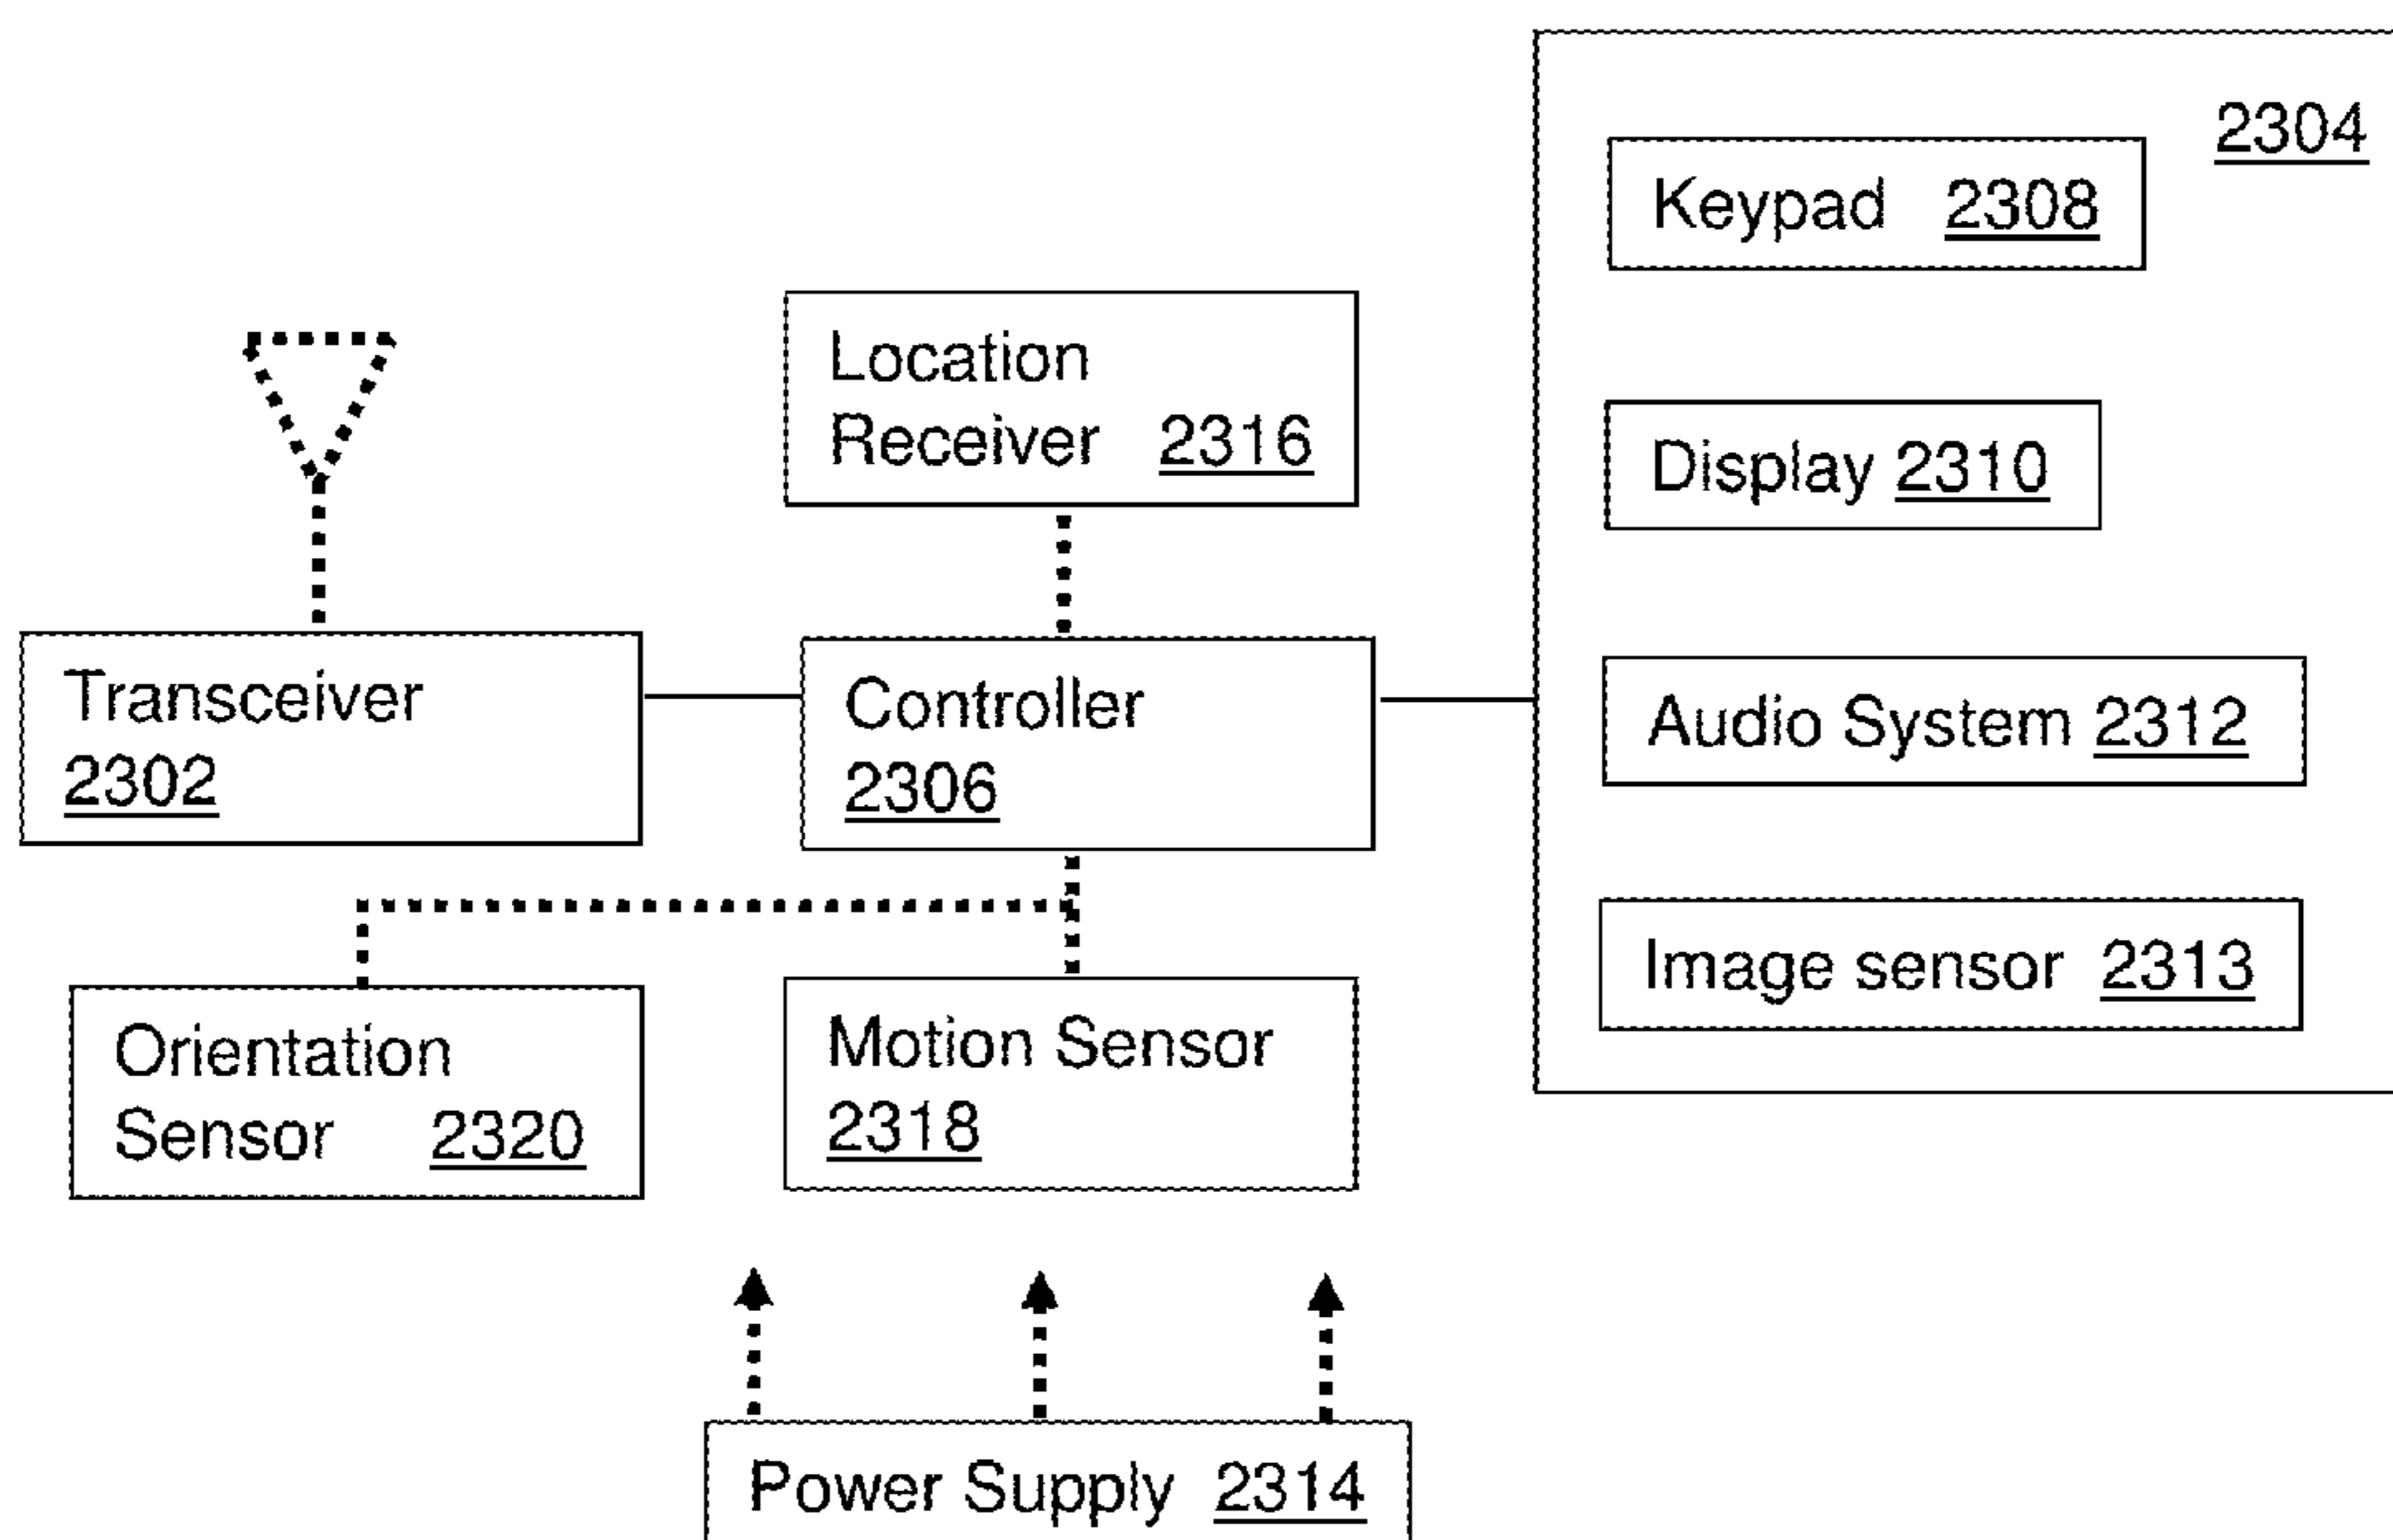 2304
Keypad 2308
Location
Receiver 2316
Display 2310
Transceiver
2302
Controller
2306
Audio System 2312
Image sensor 2313
Orientation
Sensor 2320
Motion Sensor
2318
Power Supply 2314